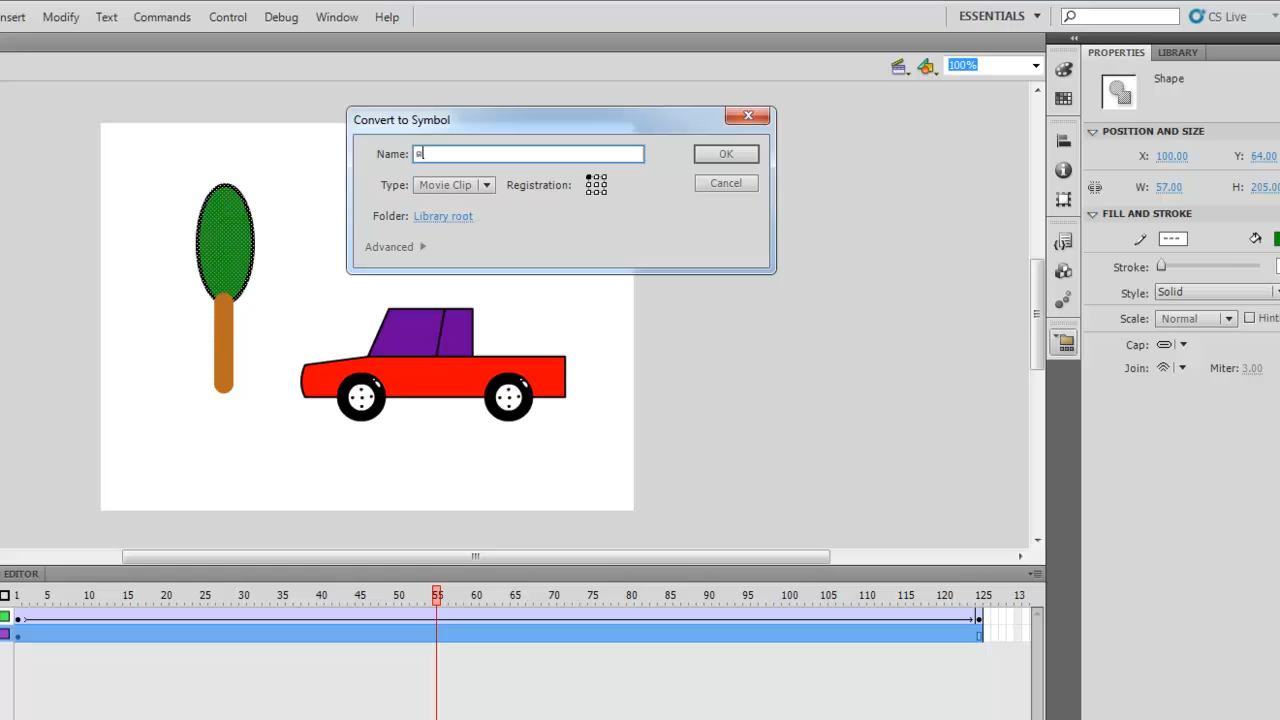 nsert Modify Text Commands Control Debug Window Help ESSENTIALS CS Live
100%
PROPERTIES LIBRARY
Shape
POSITION AND SIZE
X: 100.00 Y: 64.00
W: 57.00 H: 205.0
FILL AND STROKE
Stroke:
Style: Solid
Scale: Normal Hint
Cap:
Join: Miter: 3.00
Convert to Symbol
Name:
OK
Type: Movie Clip Registration:
Cancel
Folder: Library root
Advanced
EDITOR
1 5 10 15 20 25 30 35 40 45 50 55 60 65 70 75 80 85 90 95 100 105 110 115 120 125 13